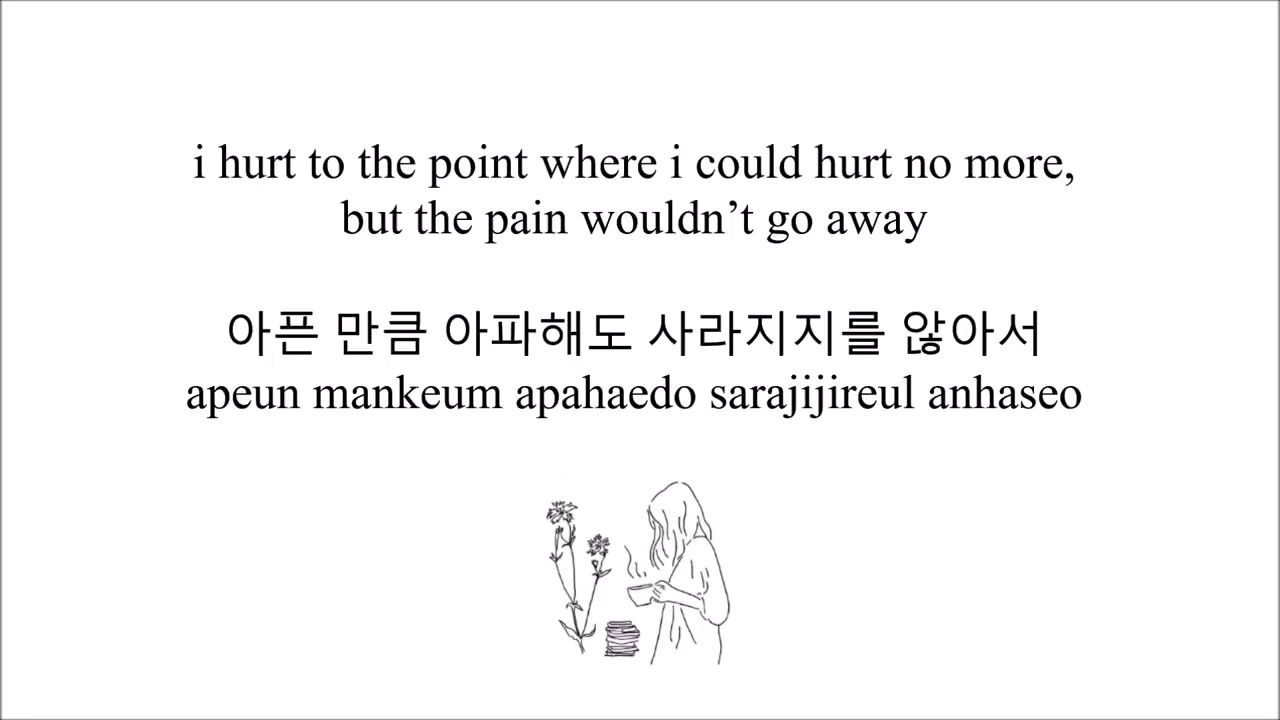 i hurt to the point where i could hurt no more,
but the pain wouldn’t go away
아픈 만큼 아파해도 사라지지를 않아서
apeun mankeum apahaedo sarajijireul anhaseo